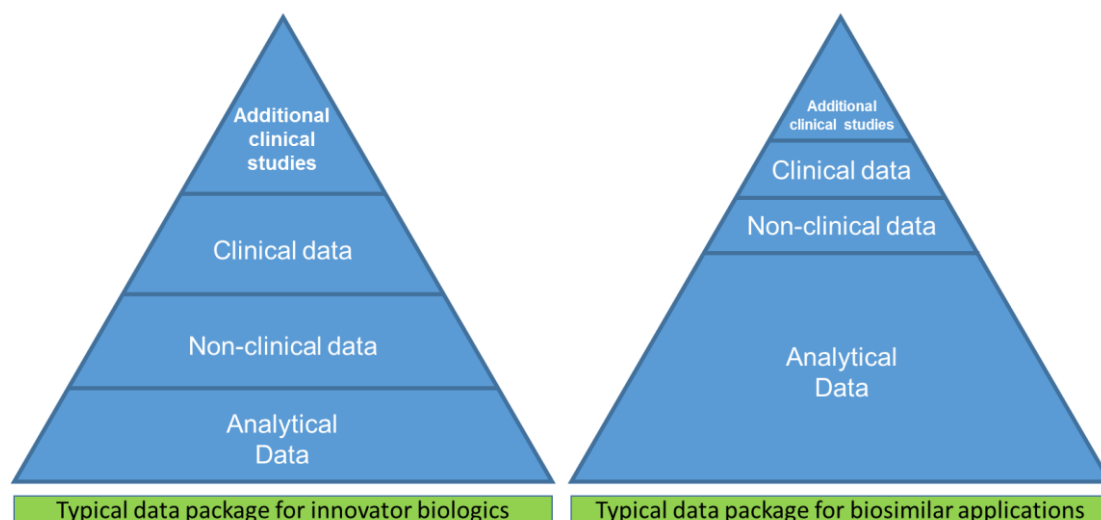 Additional
clinical
studies
Clinical data
Non-clinical data
Analytical
Data
Typical data package for innovator biologics
Additional
clinical studies
Clinical data
Non-clinical data
Analytical
Data
Typical data package for biosimilar applications